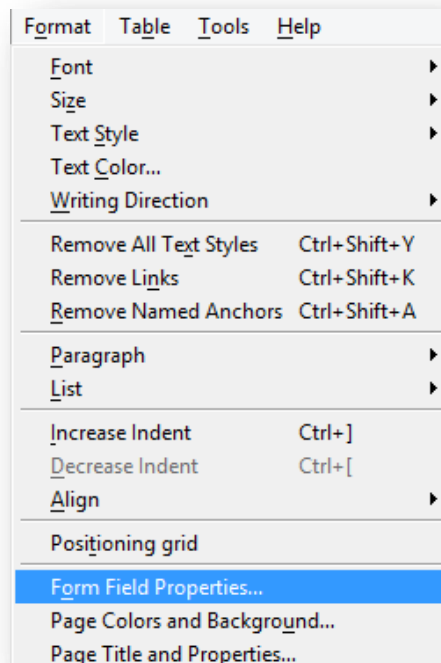 Format Table Tools Help
Font
Size
Text Style
Text Color...
Writing Direction
Remove All Text Styles Ctrl+Shift+Y
Remove Links Ctrl+Shift+K
Remove Named Anchors Ctrl+Shift+A
Paragraph
List
Increase Indent Ctrl+]
Decrease Indent Ctrl+[
Align
Positioning grid
Form Field Properties...
Page Colors and Background...
Page Title and Properties...